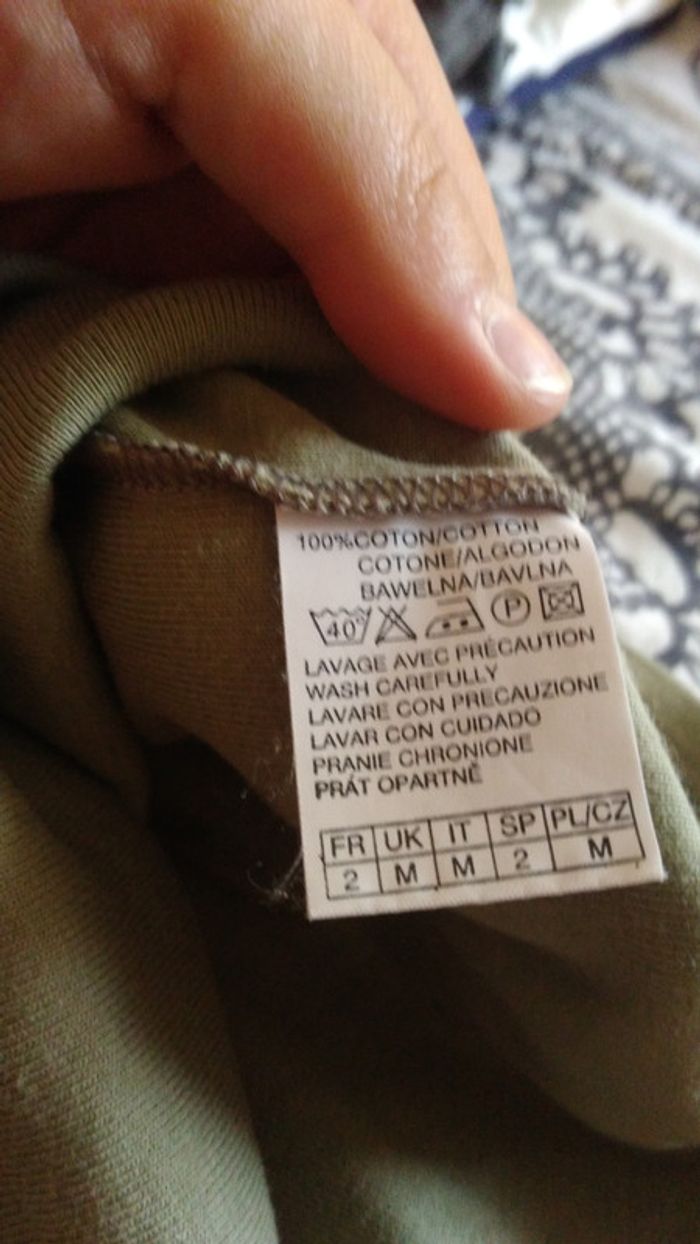 100%COTON/COTTON
COTONE/ALGODON
BAWELNA/BAVLNA
40° P
LAVAGE AVEC PRÉCAUTION
WASH CAREFULLY
LAVARE CON PRECAUZIONE
LAVAR CON CUIDADO
PRANIE CHRONIONE
PRÁT OPARTNĚ
FR UK IT SP PL/CZ
2 M M 2 M